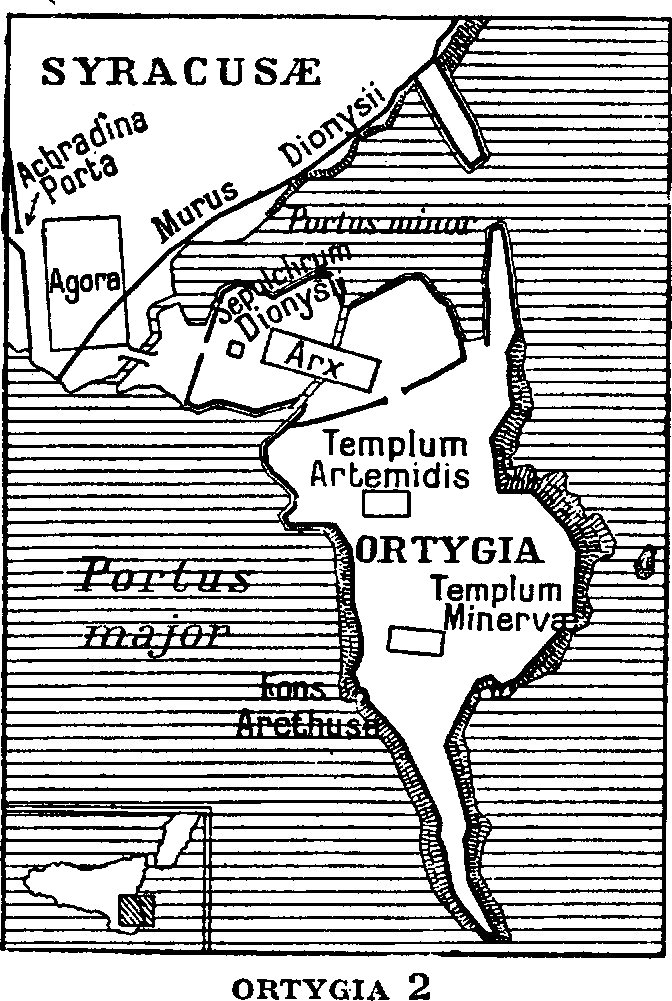 SYRACUSÆ
Achradina
Porta
Murus Dionysii
Portus minor
Agora
Sepulchrum
Dionysii
Arx
Templum
Artemidis
ORTYGIA
Templum
Minervæ
Portus
major
Fons
Arethusa
ORTYGIA 2